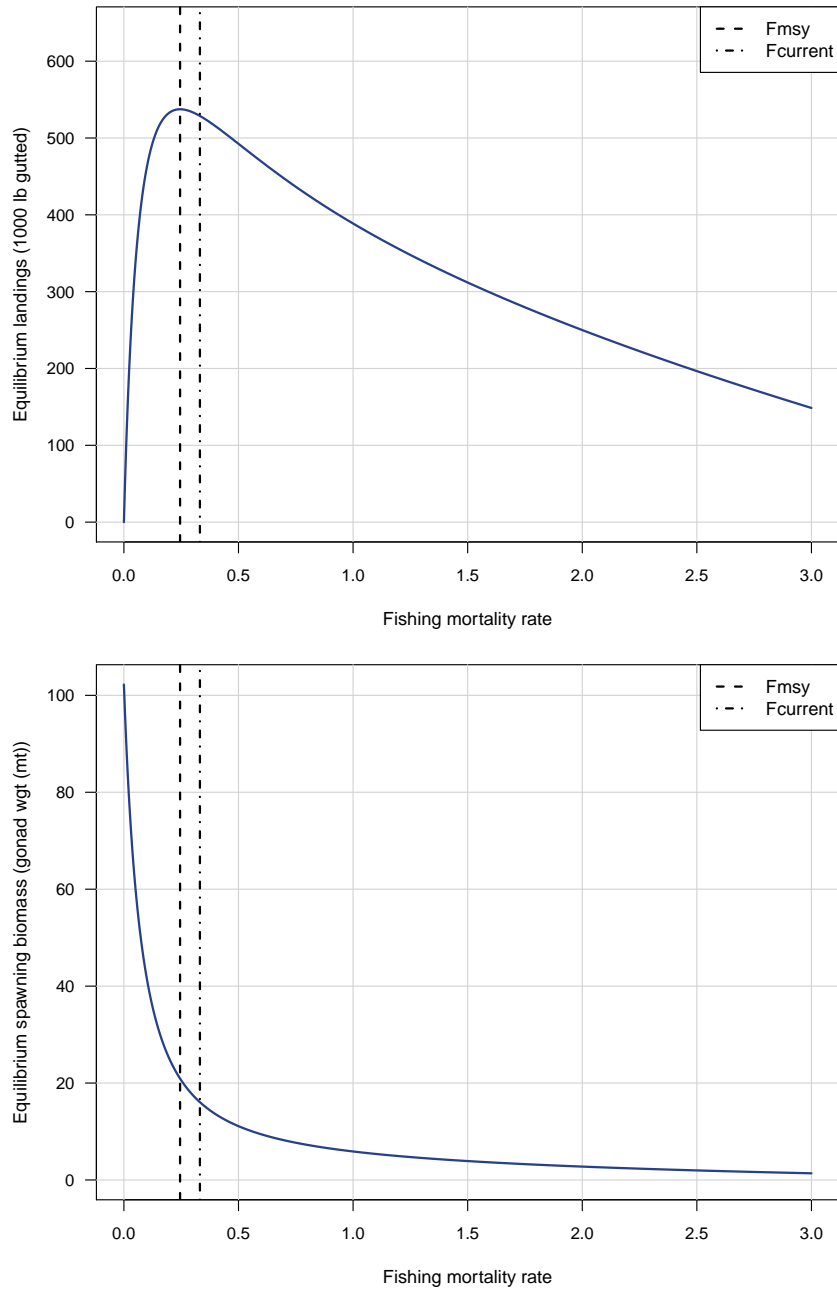 Equilibrium landings (1000 lb gutted)
600
500
400
300
200
100
0
Fmsy
Fcurrent
0.0 0.5 1.0 1.5 2.0 2.5 3.0
Fishing mortality rate
Equilibrium spawning biomass (gonad wgt (mt))
100
80
60
40
20
0
Fmsy
Fcurrent
0.0 0.5 1.0 1.5 2.0 2.5 3.0
Fishing mortality rate